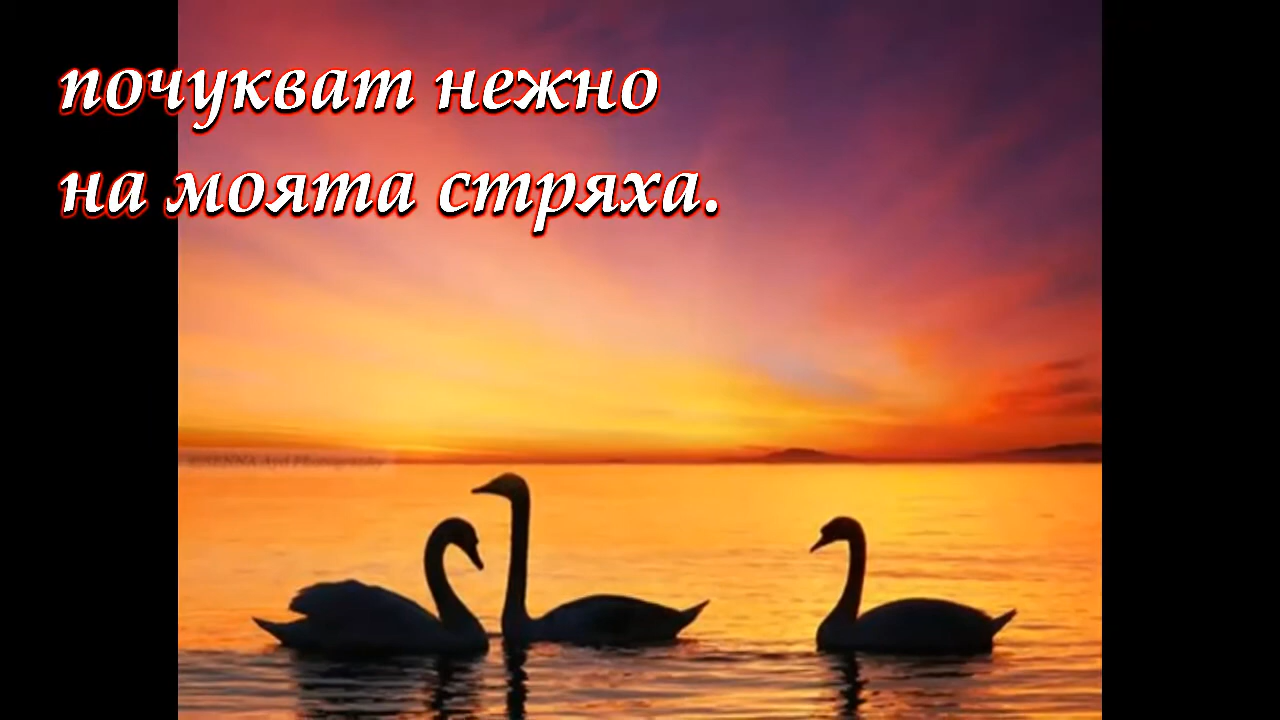 почукват нежно
на моята стряха.